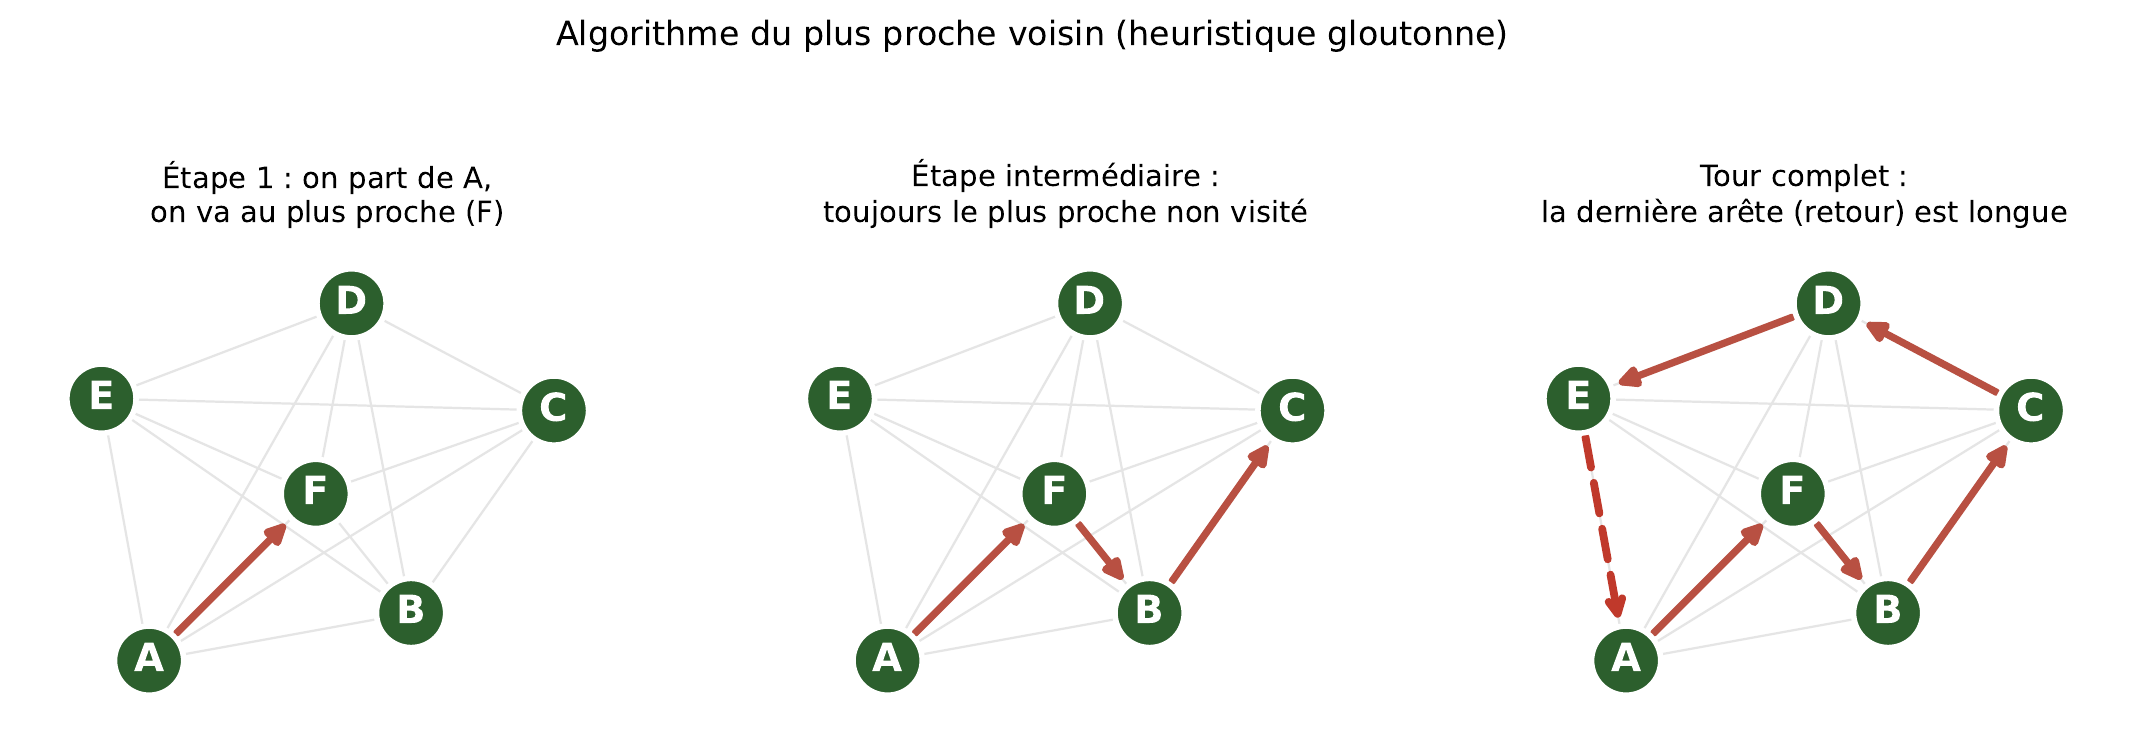 Algorithme du plus proche voisin (heuristique gloutonne)
Étape 1 : on part de A,
on va au plus proche (F)
D
E
C
F
B
A
Étape intermédiaire :
toujours le plus proche non visité
D
E
C
F
B
A
Tour complet :
la dernière arête (retour) est longue
D
E
C
F
B
A